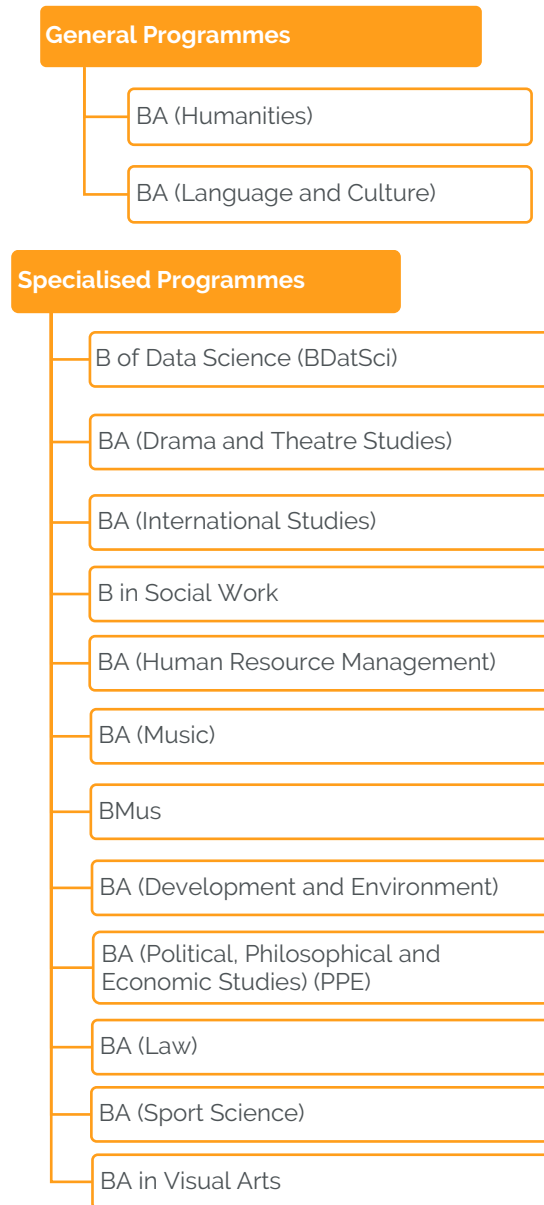 General Programmes
BA (Humanities)
BA (Language and Culture)
Specialised Programmes
B of Data Science (BDatSci)
BA (Drama and Theatre Studies)
BA (International Studies)
B in Social Work
BA (Human Resource Management)
BA (Music)
BMus
BA (Development and Environment)
BA (Political, Philosophical and
Economic Studies) (PPE)
BA (Law)
BA (Sport Science)
BA in Visual Arts